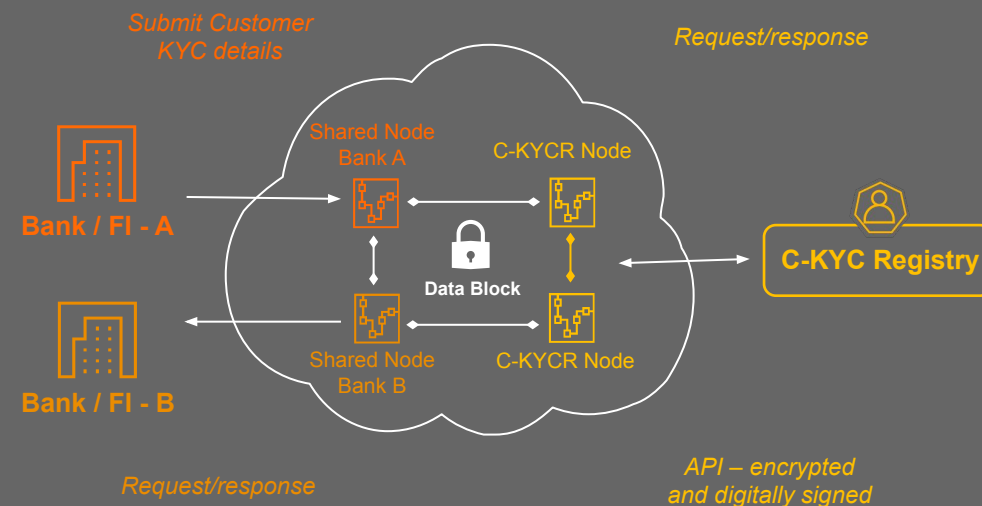 Submit Customer
KYC details
Request/response
Shared Node
Bank A
C-KYCR Node
Bank / FI - A
C-KYC Registry
Data Block
Bank / FI - B
Shared Node
Bank B
C-KYCR Node
Request/response
API – encrypted
and digitally signed